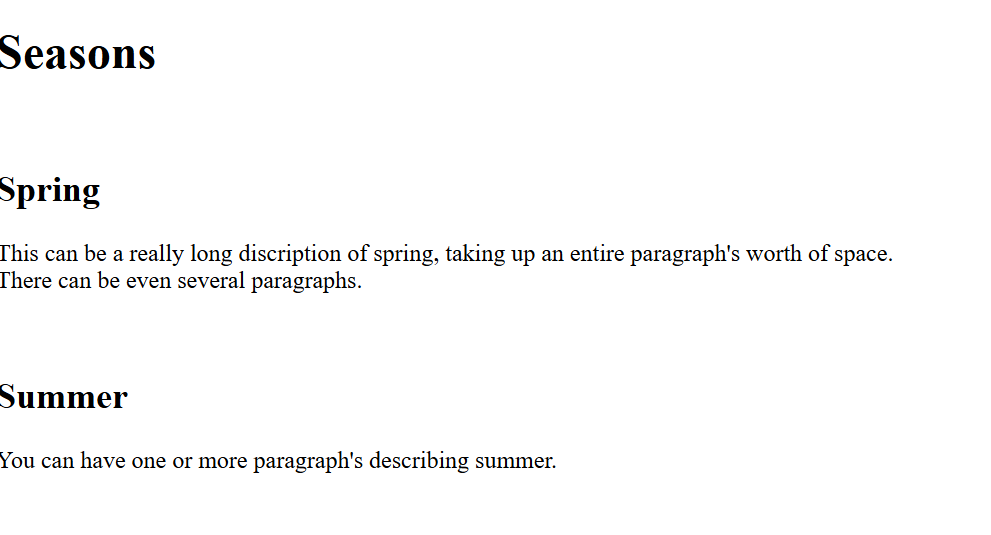 Seasons
Spring
This can be a really long discription of spring, taking up an entire paragraph's worth of space.
There can be even several paragraphs.
Summer
You can have one or more paragraph's describing summer.